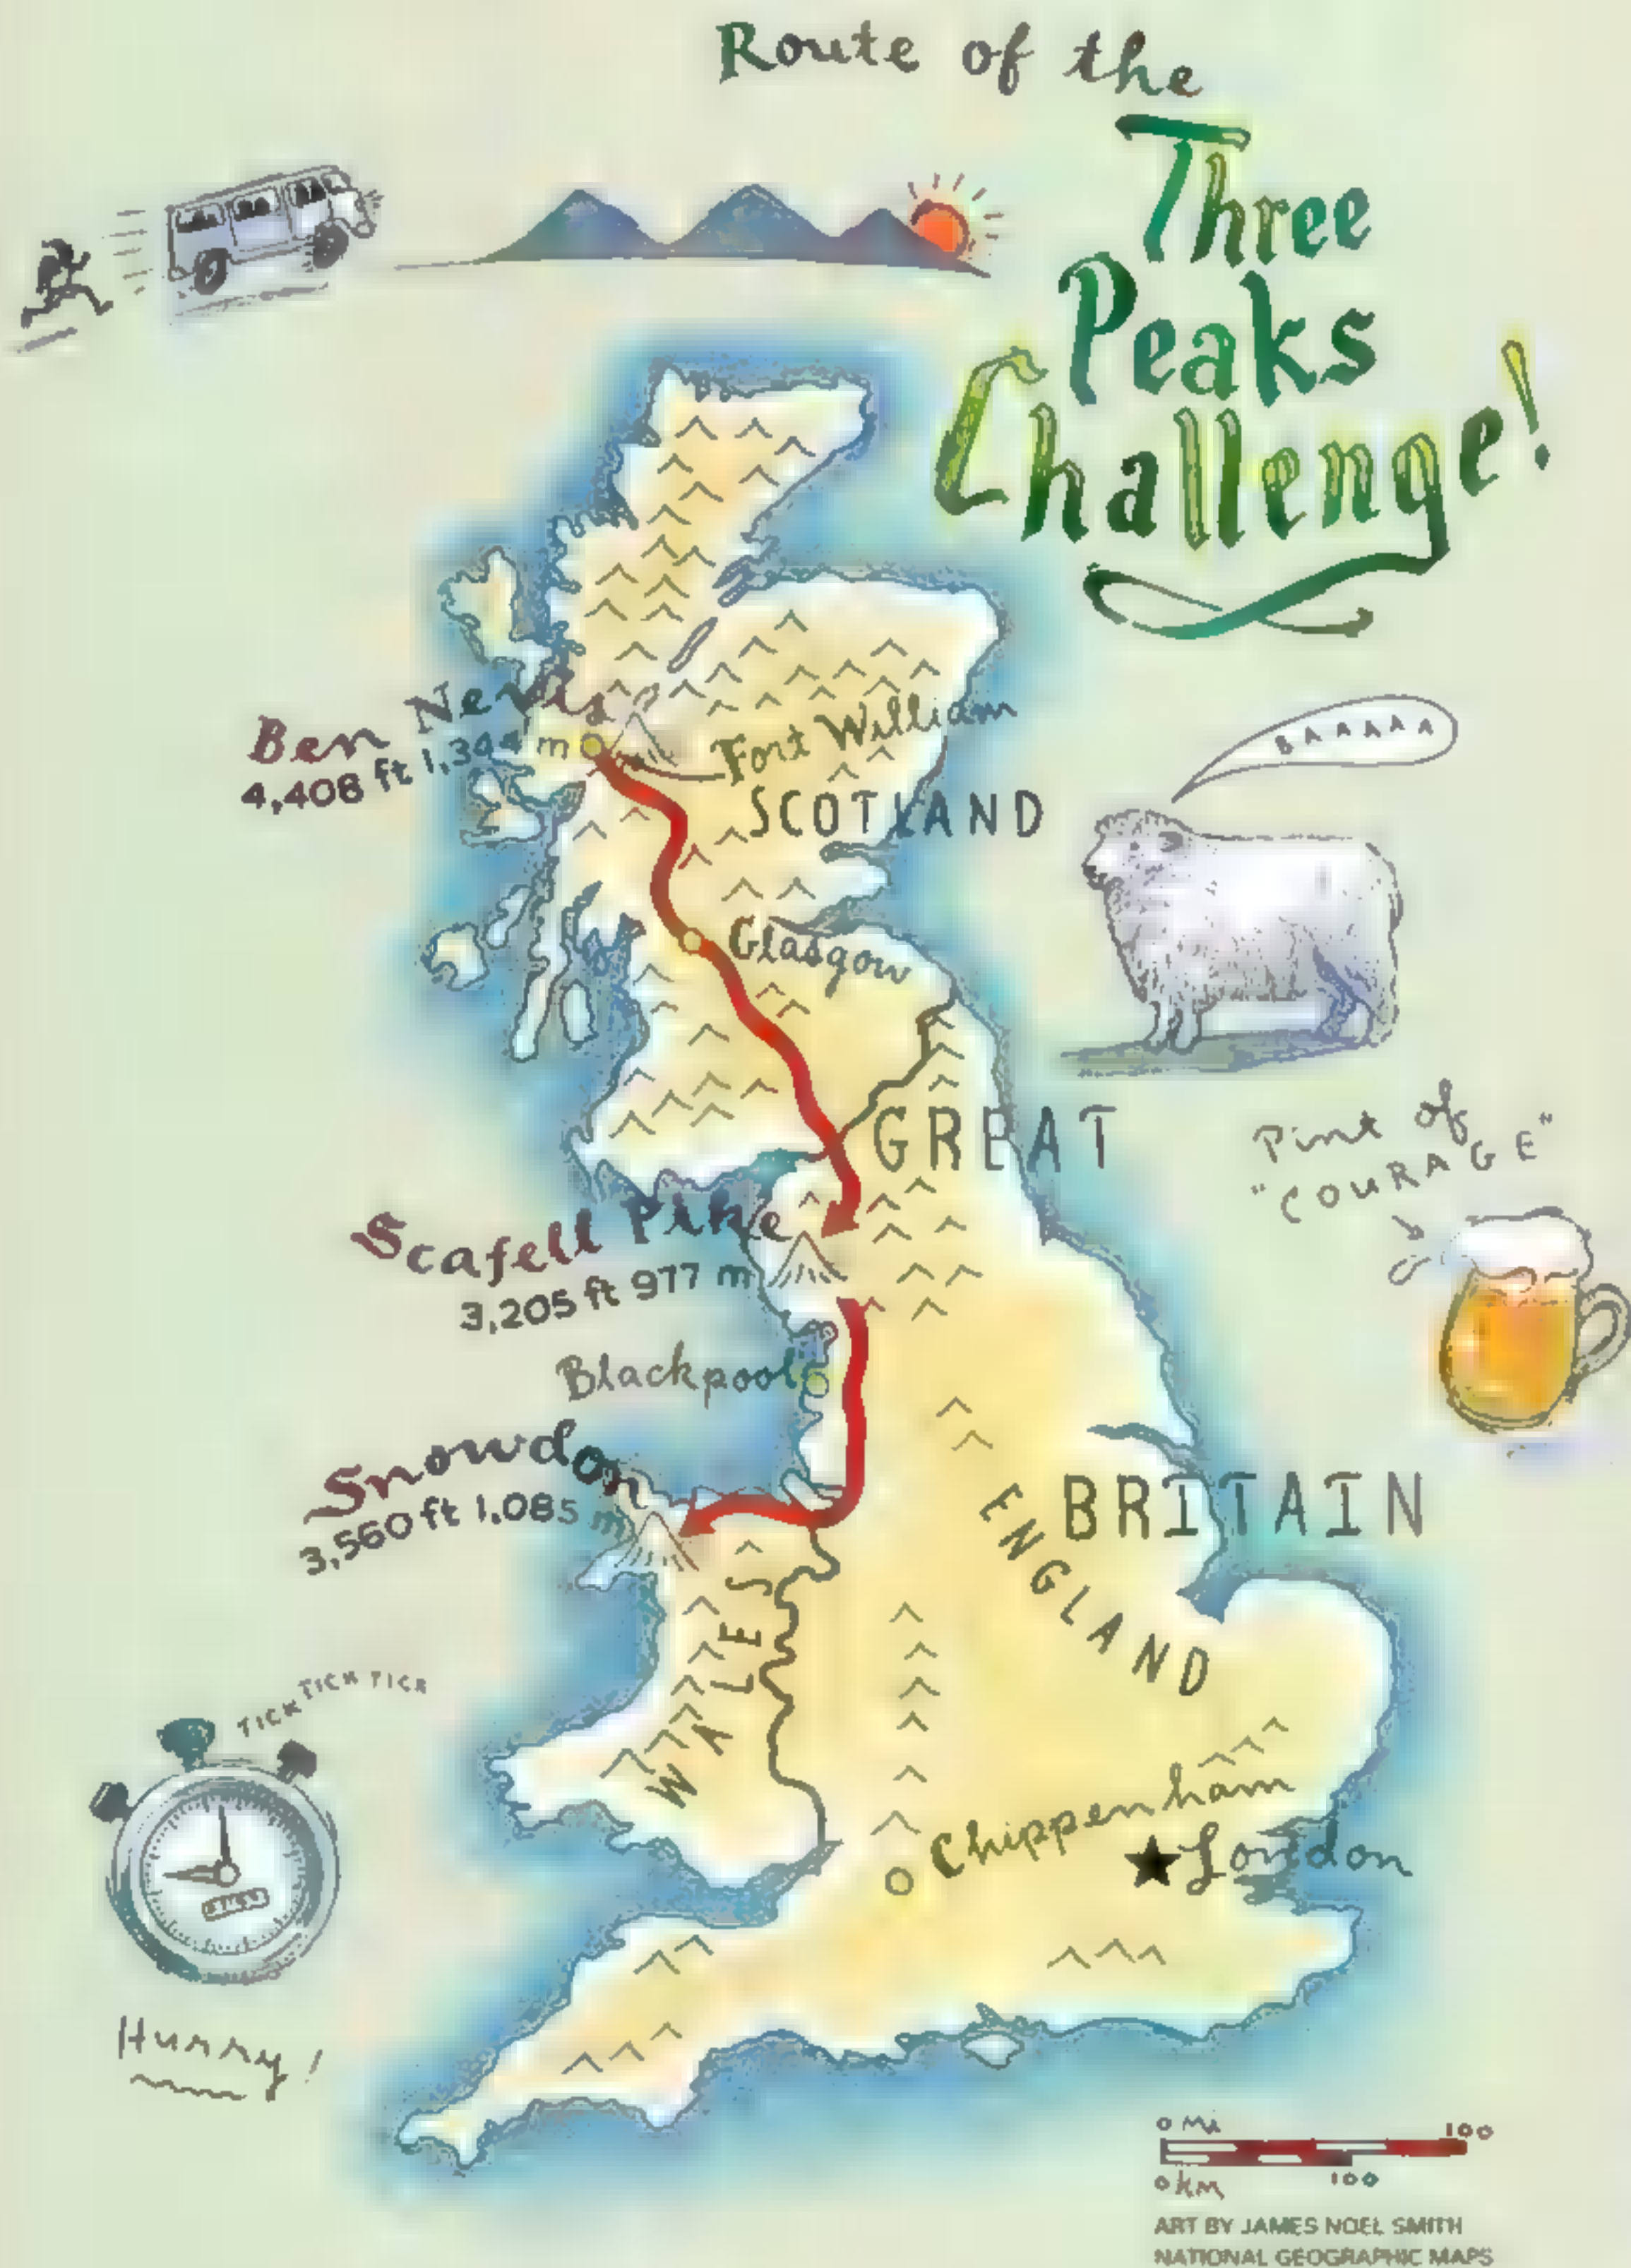 Route of the
Three
Peaks
Challenge!
Ben Nevis
4,408 ft 1,344 m
Fort William
SCOTLAND
BAAAAA
Glasgow
GREAT
Pint of
"COURAGE"
Scafell Pike
3,205 ft 977 m
Blackpool
Snowdon
3,560 ft 1,085 m
BRITAIN
ENGLAND
WALES
TICK TICK TICK
Chippenham
London
Hurry!
0 Mi 100
0 km 100
ART BY JAMES NOEL SMITH
NATIONAL GEOGRAPHIC MAPS